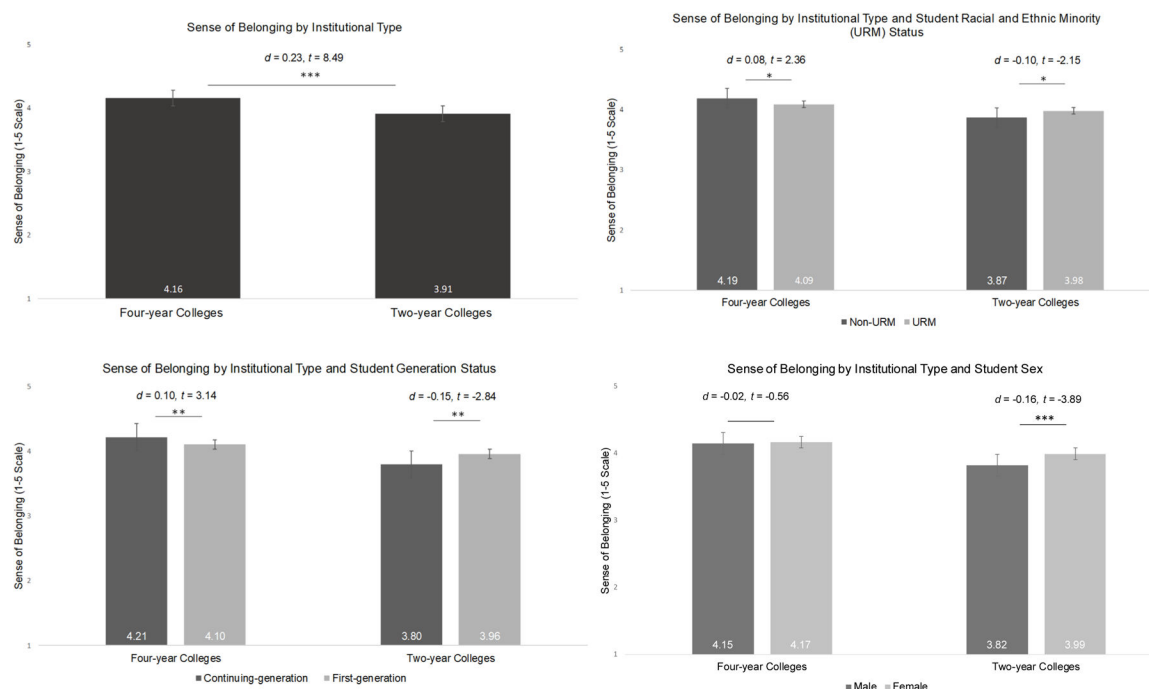 Sense of Belonging by Institutional Type
Sense of Belonging (1-5 Scale)
5
4
3
2
1
d = 0.23, t = 8.49
***
4.16
3.91
Four-year Colleges
Two-year Colleges
Sense of Belonging by Institutional Type and Student Racial and Ethnic Minority
(URM) Status
Sense of Belonging (1-5 Scale)
5
4
3
2
1
d = 0.08, t = 2.36
*
d = -0.10, t = -2.15
*
4.19
4.09
3.87
3.98
Four-year Colleges
Two-year Colleges
Non-URM
URM
Sense of Belonging by Institutional Type and Student Generation Status
Sense of Belonging (1-5 Scale)
5
4
3
2
1
d = 0.10, t = 3.14
**
d = -0.15, t = -2.84
**
4.21
4.10
3.80
3.96
Four-year Colleges
Two-year Colleges
Continuing-generation
First-generation
Sense of Belonging by Institutional Type and Student Sex
Sense of Belonging (1-5 Scale)
5
4
3
2
1
d = -0.02, t = -0.56
d = -0.16, t = -3.89
***
4.15
4.17
3.82
3.99
Four-year Colleges
Two-year Colleges
Male
Female